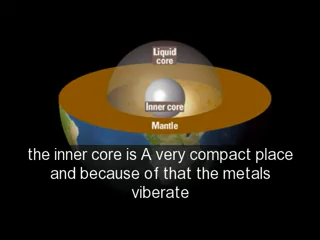 Liquid
core
Inner core
Mantle
the inner core is A very compact place
and because of that the metals
viberate